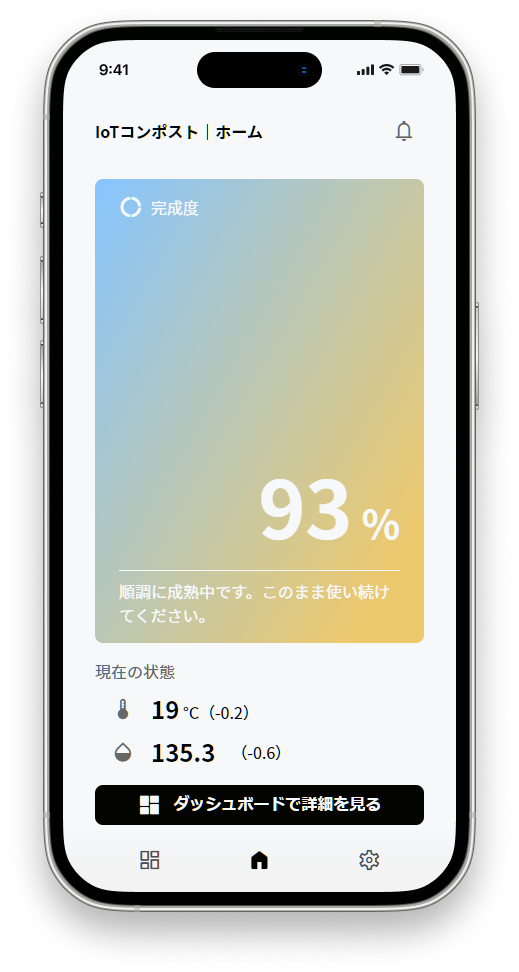 9:41
IoTコンポスト｜ホーム
完成度
93 %
順調に成熟中です。このまま使い続け
てください。
現在の状態
19 ℃（-0.2）
135.3 （-0.6）
ダッシュボードで詳細を見る